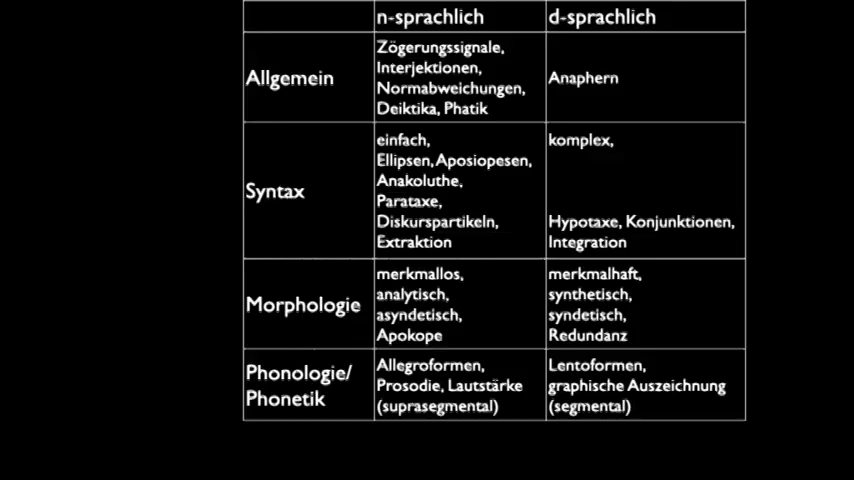 n-sprachlich d-sprachlich
Allgemein
Zögerungssignale,
Interjektionen,
Normabweichungen,
Deiktika, Phatik
Anaphern
Syntax
einfach,
Ellipsen, Aposiopesen,
Anakoluthe,
Parataxe,
Diskurspartikeln,
Extraktion
komplex,
Hypotaxe, Konjunktionen,
Integration
Morphologie
merkmallos,
analytisch,
asyndetisch,
Apokope
merkmalhaft,
synthetisch,
syndetisch,
Redundanz
Phonologie/
Phonetik
Allegroformen,
Prosodie, Lautstärke
(suprasegmental)
Lentoformen,
graphische Auszeichnung
(segmental)